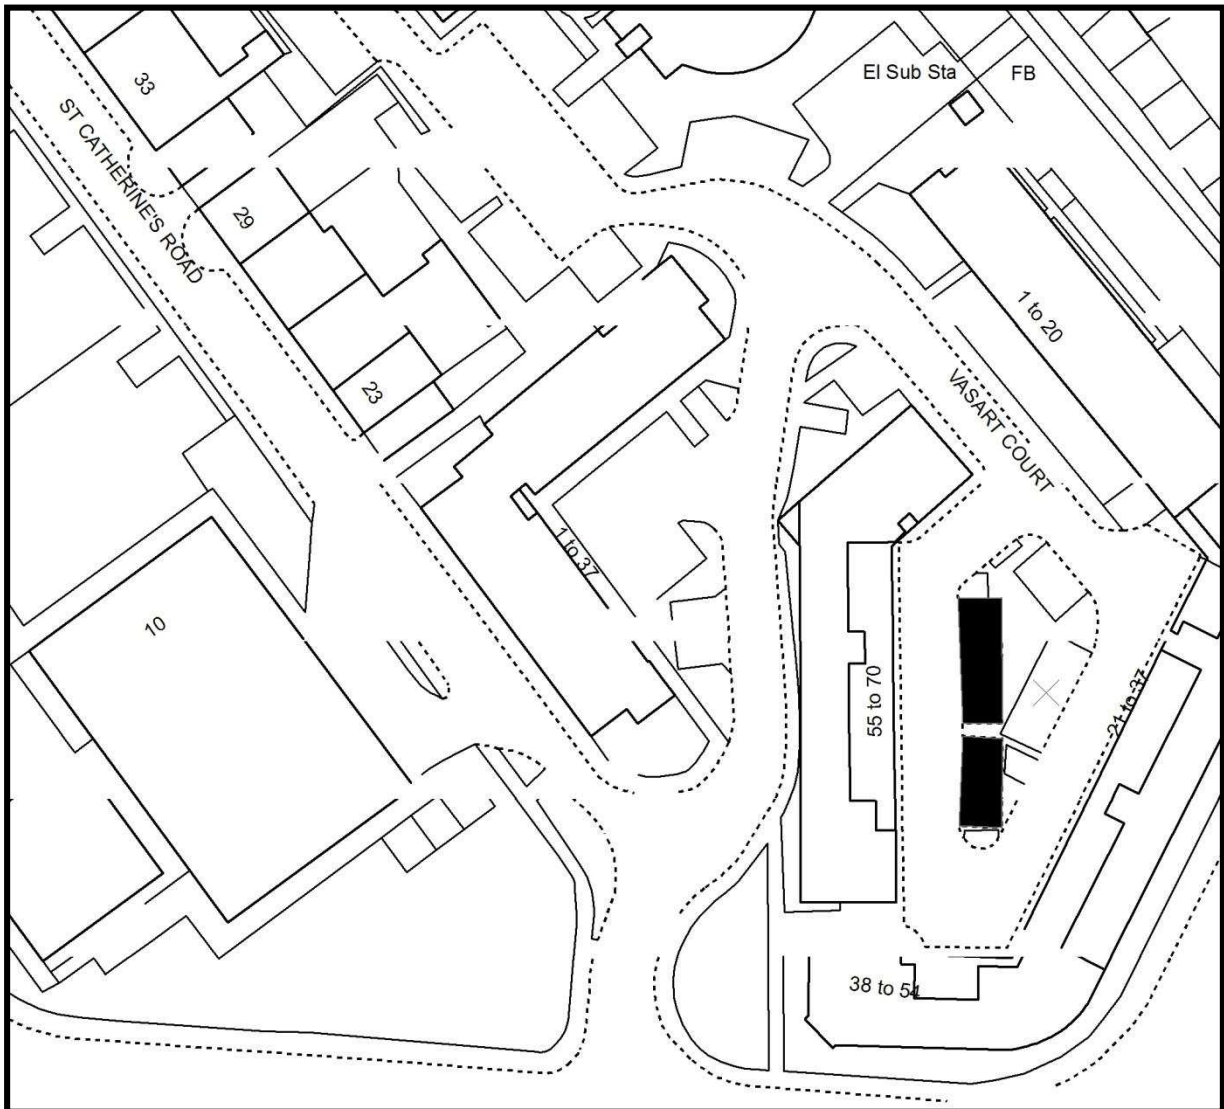 El Sub Sta
FB
33
ST CATHERINE'S ROAD
29
1 to 20
23
VASART COURT
1 to 37
10
55 to 70
21 to 37
38 to 54